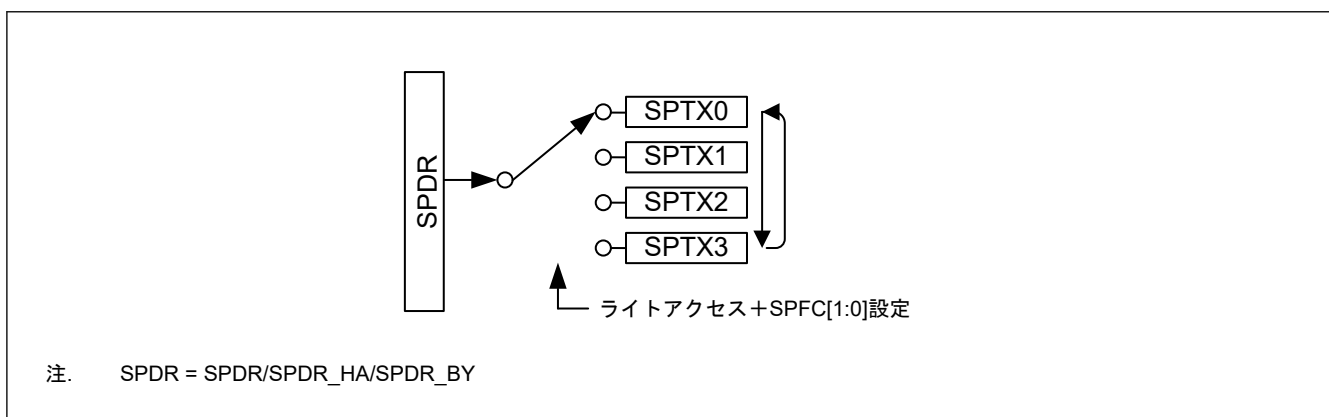 SPDR
SPTX0
SPTX1
SPTX2
SPTX3
ライトアクセス＋SPFC[1:0]設定
注. SPDR = SPDR/SPDR_HA/SPDR_BY